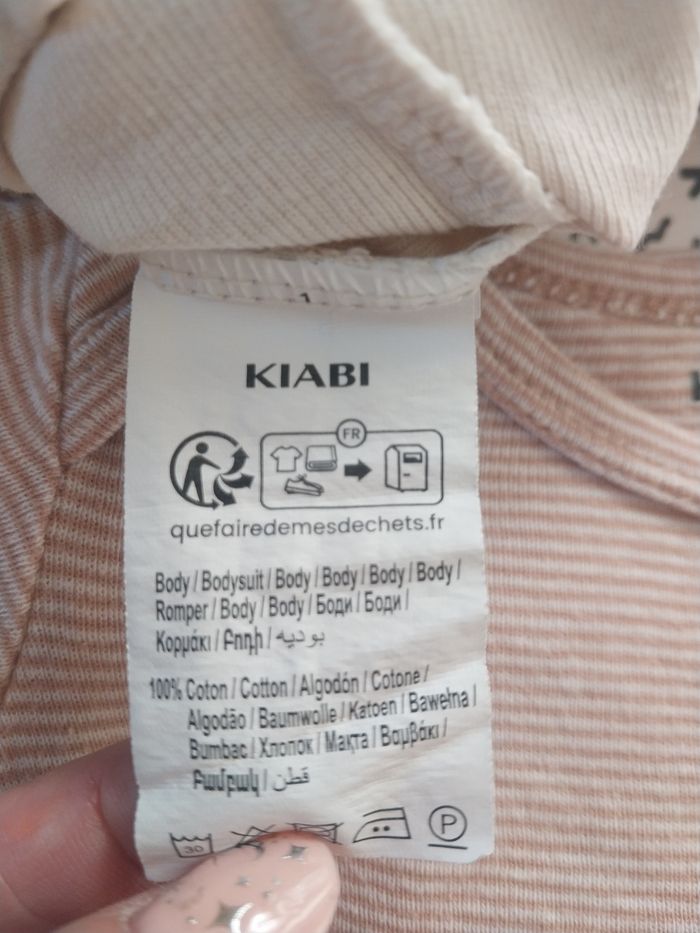 KIABI
FR
quefairedemesdechets.fr
Body / Bodysuit / Body / Body / Body / Body /
Romper / Body / Body / Боди / Боди /
Κορμάκι / Բոդի / بوديه
100% Coton / Cotton / Algodón / Cotone /
Algodão / Baumwolle / Katoen / Bawełna /
Bumbac / Хлопок / Мақта / Βαμβάκι /
Բամբակ / قطن
30
P